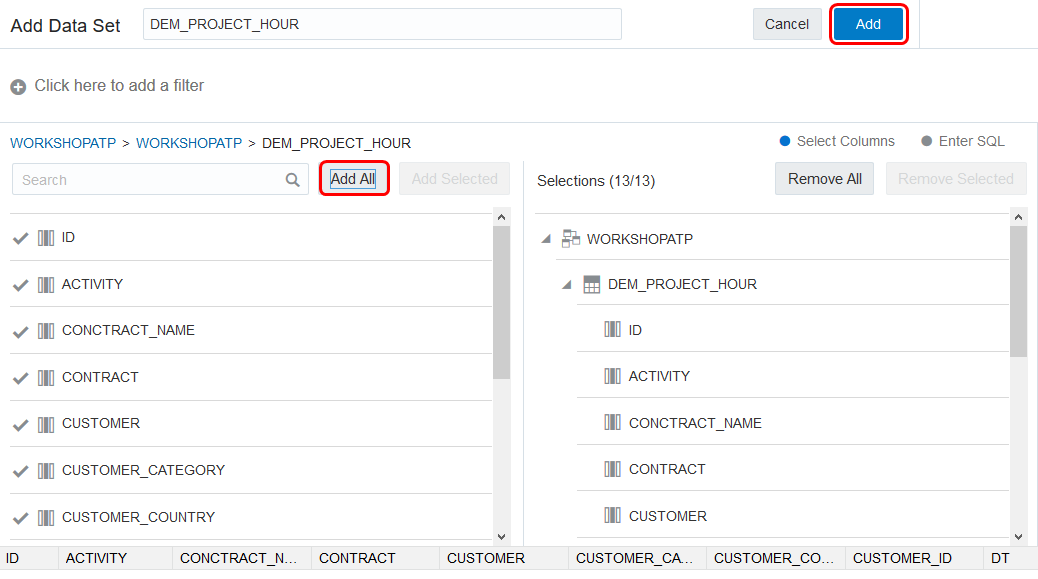 Add Data Set DEM_PROJECT_HOUR Cancel Add
Click here to add a filter
WORKSHOPATP > WORKSHOPATP > DEM_PROJECT_HOUR
Select Columns Enter SQL
Search Add All Add Selected
Selections (13/13) Remove All Remove Selected
ID
ACTIVITY
CONCTRACT_NAME
CONTRACT
CUSTOMER
CUSTOMER_CATEGORY
CUSTOMER_COUNTRY
WORKSHOPATP
DEM_PROJECT_HOUR
ID
ACTIVITY
CONCTRACT_NAME
CONTRACT
CUSTOMER
ID ACTIVITY CONCTRACT_N... CONTRACT CUSTOMER CUSTOMER_CA... CUSTOMER_CO... CUSTOMER_ID DT